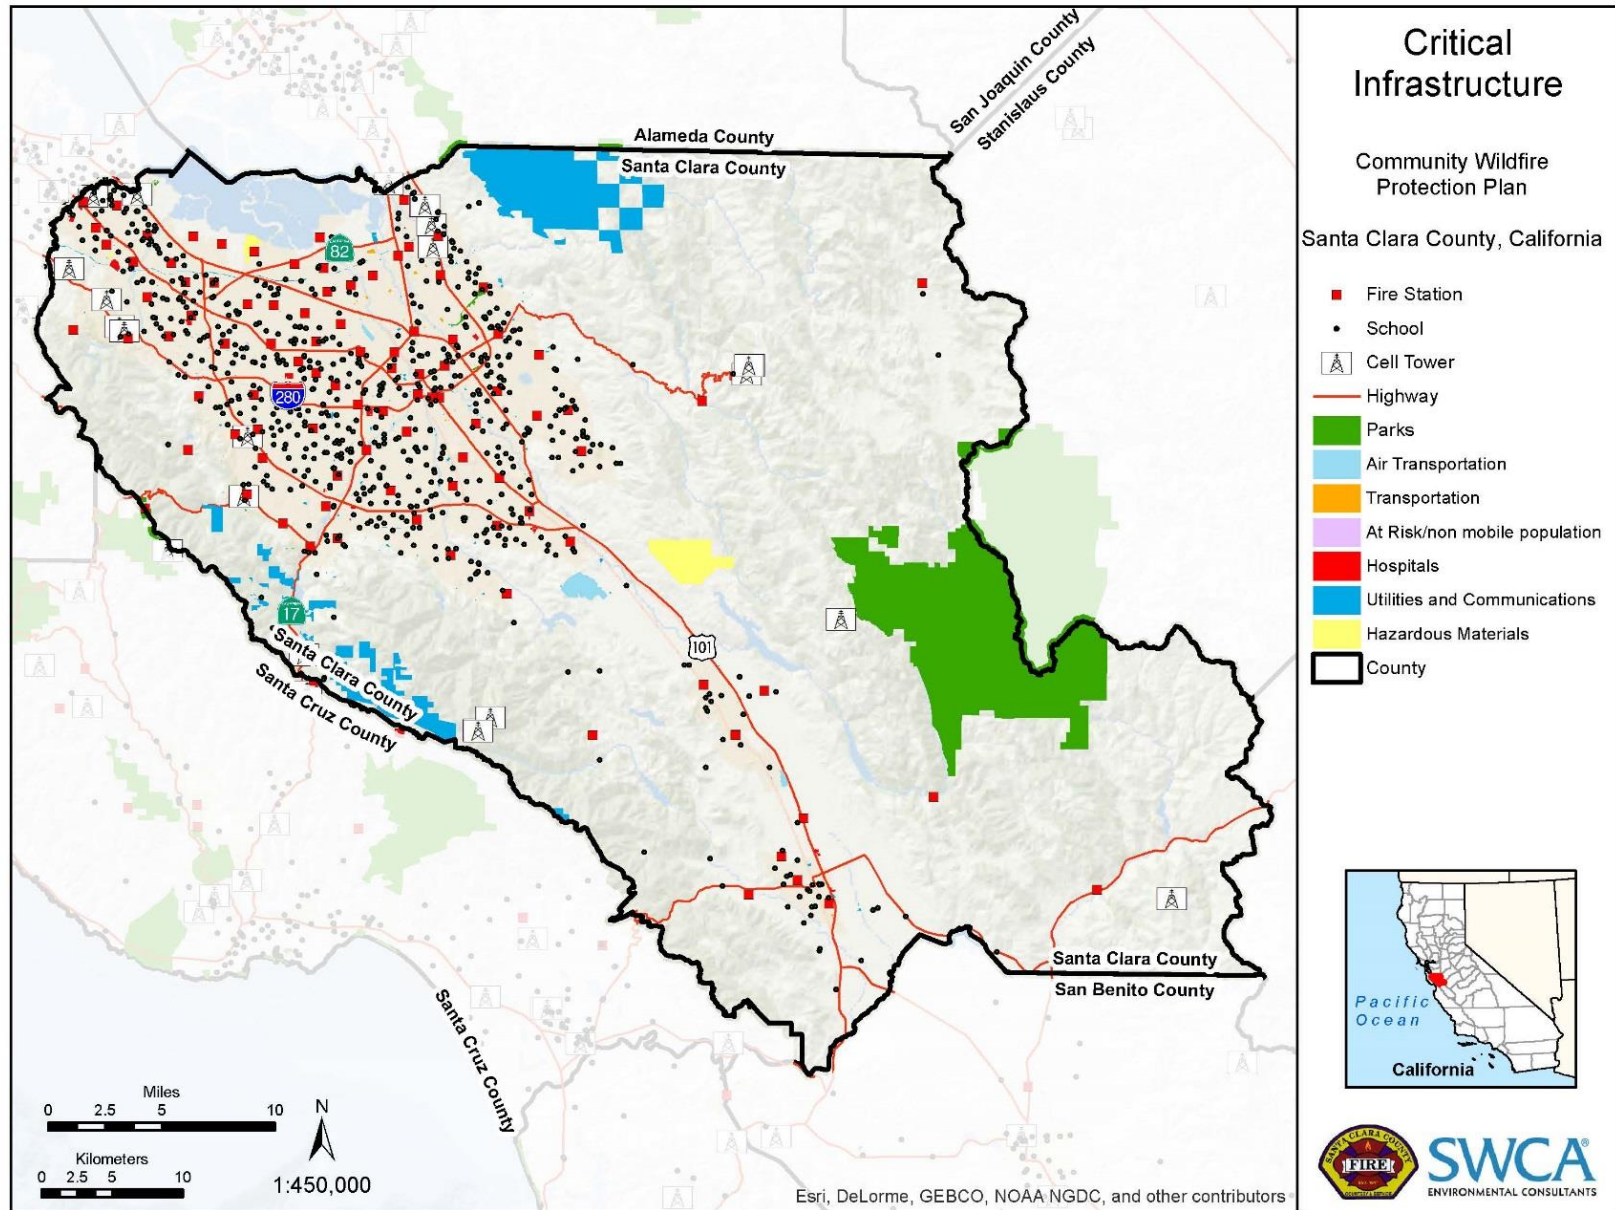 Critical
Infrastructure
Community Wildfire
Protection Plan
Santa Clara County, California
Fire Station
School
Cell Tower
Highway
Parks
Air Transportation
Transportation
At Risk/non mobile population
Hospitals
Utilities and Communications
Hazardous Materials
County
San Joaquin County
Stanislaus County
Alameda County
Santa Clara County
82
280
17
101
Santa Clara County
Santa Cruz County
Santa Clara County
San Benito County
Santa Cruz County
Miles
0 2.5 5 10
Kilometers
0 2.5 5 10
N
1:450,000
Esri, DeLorme, GEBCO, NOAA NGDC, and other contributors
Pacific
Ocean
California
SANTA CLARA COUNTY
FIRE
SWCA®
ENVIRONMENTAL CONSULTANTS